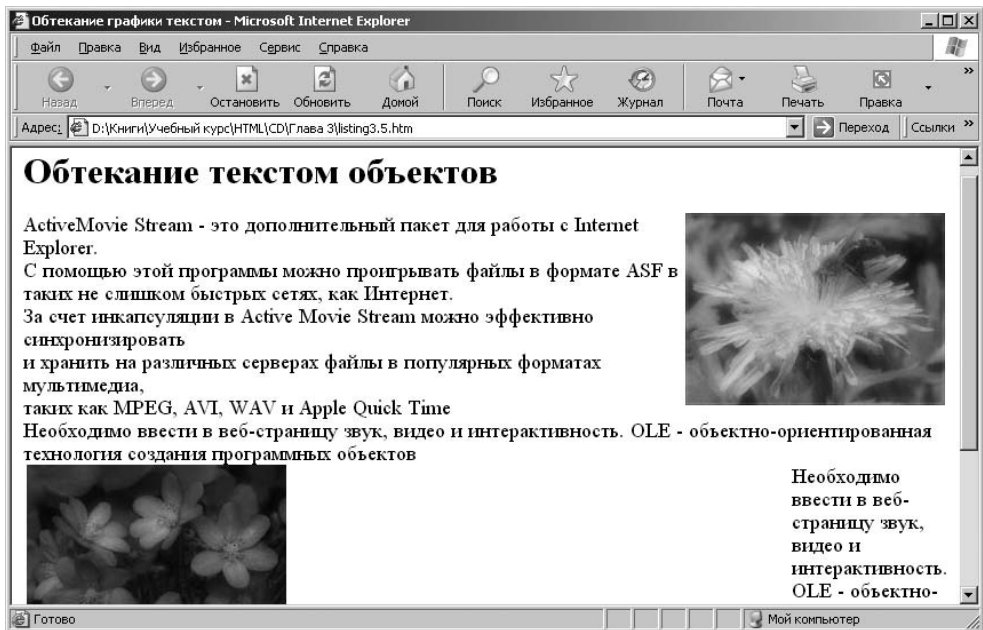 Обтекание графики текстом - Microsoft Internet Explorer
Файл Правка Вид Избранное Сервис Справка
Назад Вперед Остановить Обновить Домой Поиск Избранное Журнал Почта Печать Правка »
Адрес: D:\Книги\Учебный курс\HTML\CD\Глава 3\listing3.5.htm Переход Ссылки »
Обтекание текстом объектов
ActiveMovie Stream - это дополнительный пакет для работы с Internet
Explorer.
С помощью этой программы можно проигрывать файлы в формате ASF в
таких не слишком быстрых сетях, как Интернет.
За счет инкапсуляции в Active Movie Stream можно эффективно
синхронизировать
и хранить на различных серверах файлы в популярных форматах
мультимедиа,
таких как MPEG, AVI, WAV и Apple Quick Time
Необходимо ввести в веб-страницу звук, видео и интерактивность. OLE - объектно-ориентированная
технология создания программных объектов
Необходимо
ввести в веб-
страницу звук,
видео и
интерактивность.
OLE - объектно-
Готово Мой компьютер